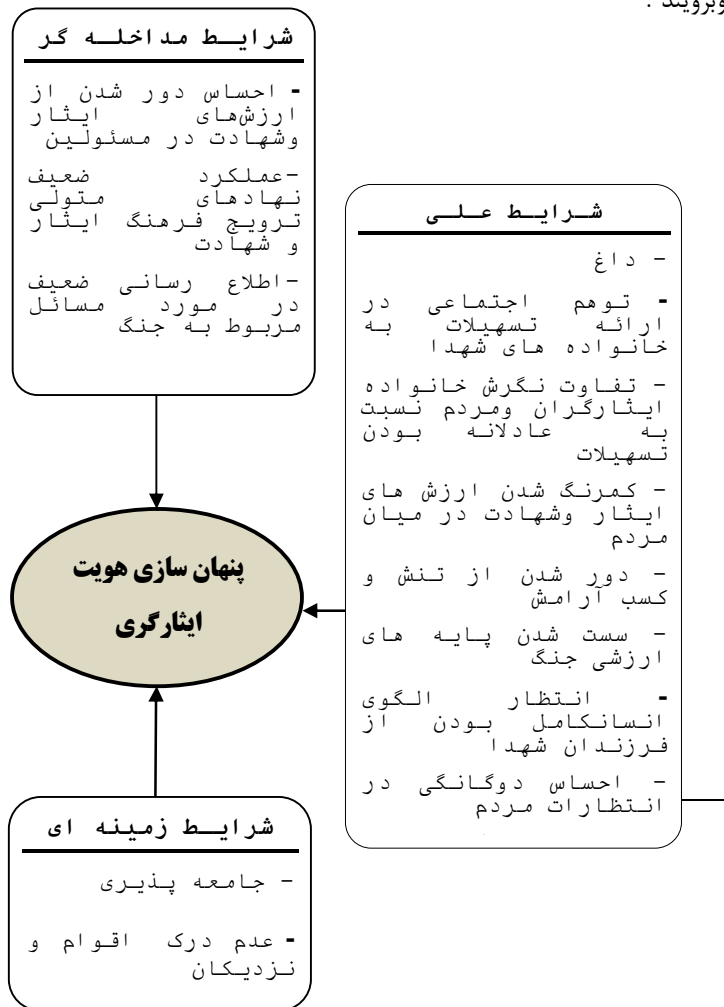 وبرویند .
شرایط مداخله گر
- احساس دور شدن از
ارزش‌های ایثار
وشهادت در مسئولین
-عملکرد ضعیف
نهادهای متولی
ترویج فرهنگ ایثار
و شهادت
-اطلاع رسانی ضعیف
در مورد مسائل
مربوط به جنگ
شرایط علی
- داغ
- توهم اجتماعی در
ارائه تسهیلات به
خانواده های شهدا
- تفاوت نگرش خانواده
ایثارگران ومردم نسبت
به عادلانه بودن
تسهیلات
- کمرنگ شدن ارزش های
ایثار وشهادت در میان
مردم
- دور شدن از تنش و
کسب آرامش
- سست شدن پایه های
ارزشی جنگ
- انتظار الگوی
انسانکامل بودن از
فرزندان شهدا
- احساس دوگانگی در
انتظارات مردم
پنهان سازی هویت
ایثارگری
شرایط زمینه ای
- جامعه پذیری
- عدم درک اقوام و
نزدیکان